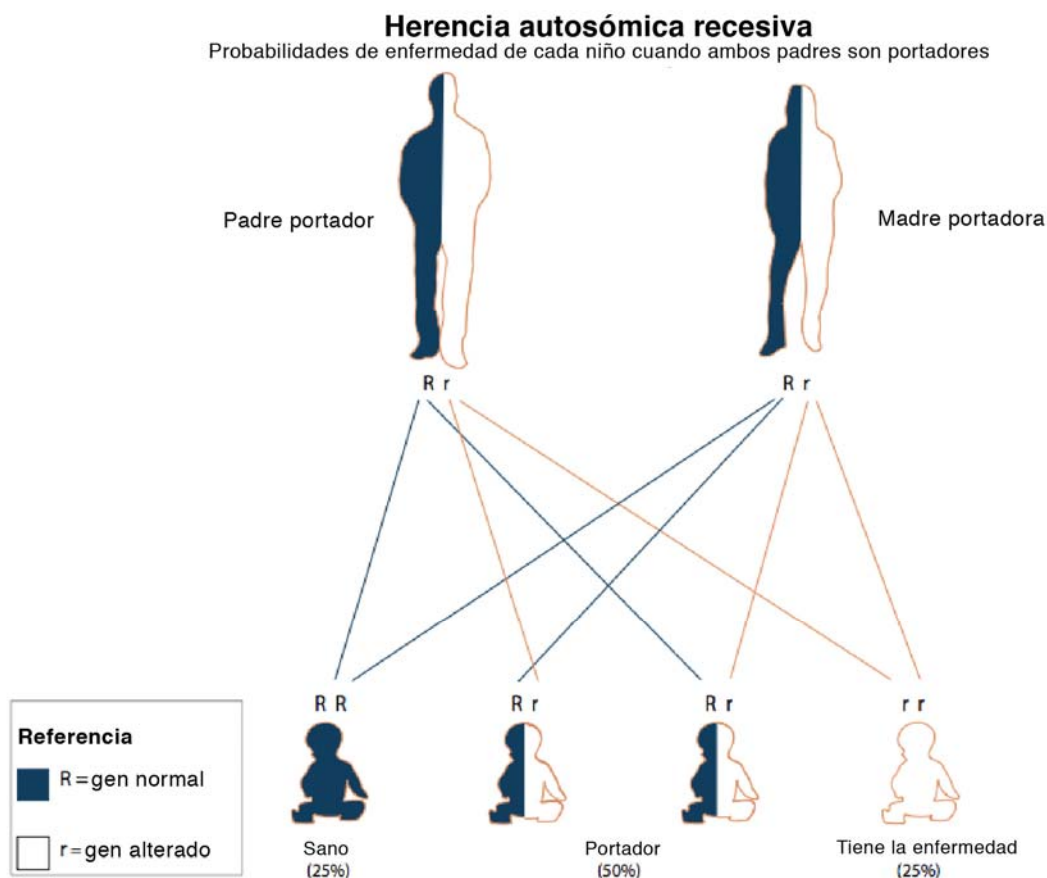 Herencia autosómica recesiva
Probabilidades de enfermedad de cada niño cuando ambos padres son portadores
Padre portador
Madre portadora
R r
R r
R R
R r
R r
r r
Referencia
R=gen normal
r=gen alterado
Sano
(25%)
Portador
(50%)
Tiene la enfermedad
(25%)